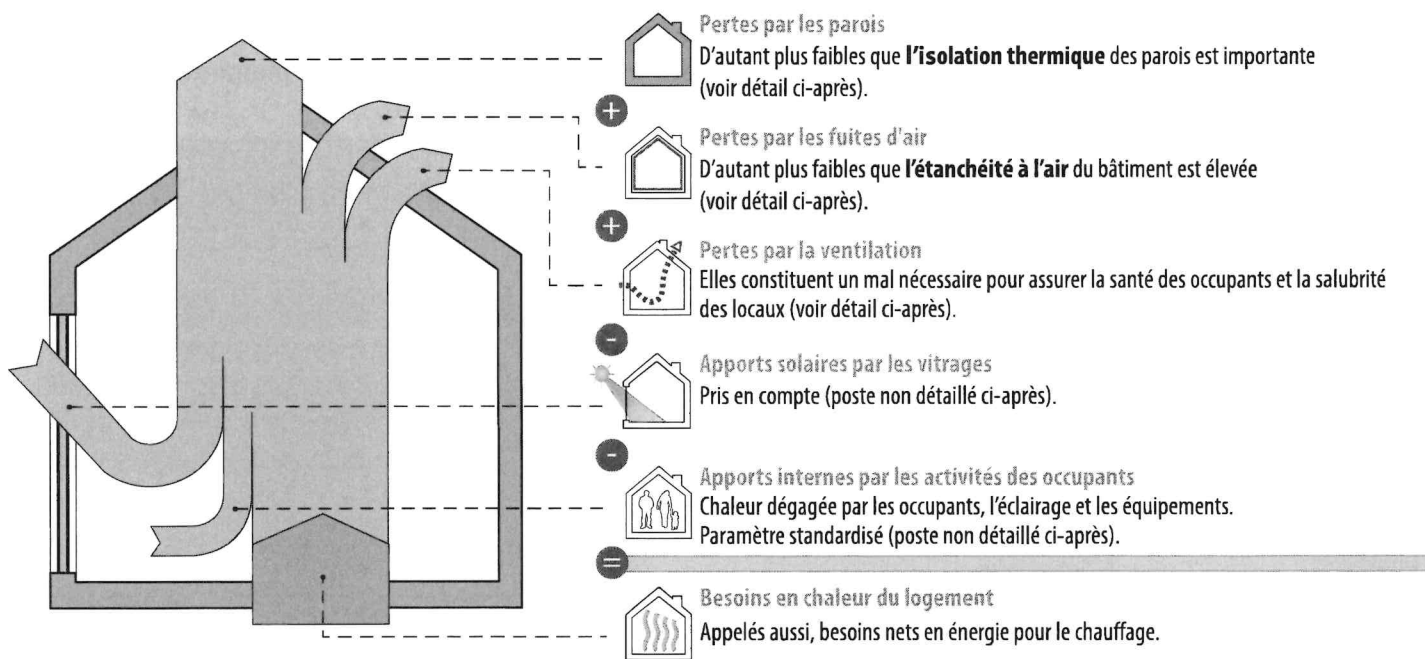 Pertes par les parois
D'autant plus faibles que l'isolation thermique des parois est importante
(voir détail ci-après).
+
Pertes par les fuites d'air
D'autant plus faibles que l'étanchéité à l'air du bâtiment est élevée
(voir détail ci-après).
+
Pertes par la ventilation
Elles constituent un mal nécessaire pour assurer la santé des occupants et la salubrité
des locaux (voir détail ci-après).
-
Apports solaires par les vitrages
Pris en compte (poste non détaillé ci-après).
-
Apports internes par les activités des occupants
Chaleur dégagée par les occupants, l'éclairage et les équipements.
Paramètre standardisé (poste non détaillé ci-après).
=
Besoins en chaleur du logement
Appelés aussi, besoins nets en énergie pour le chauffage.